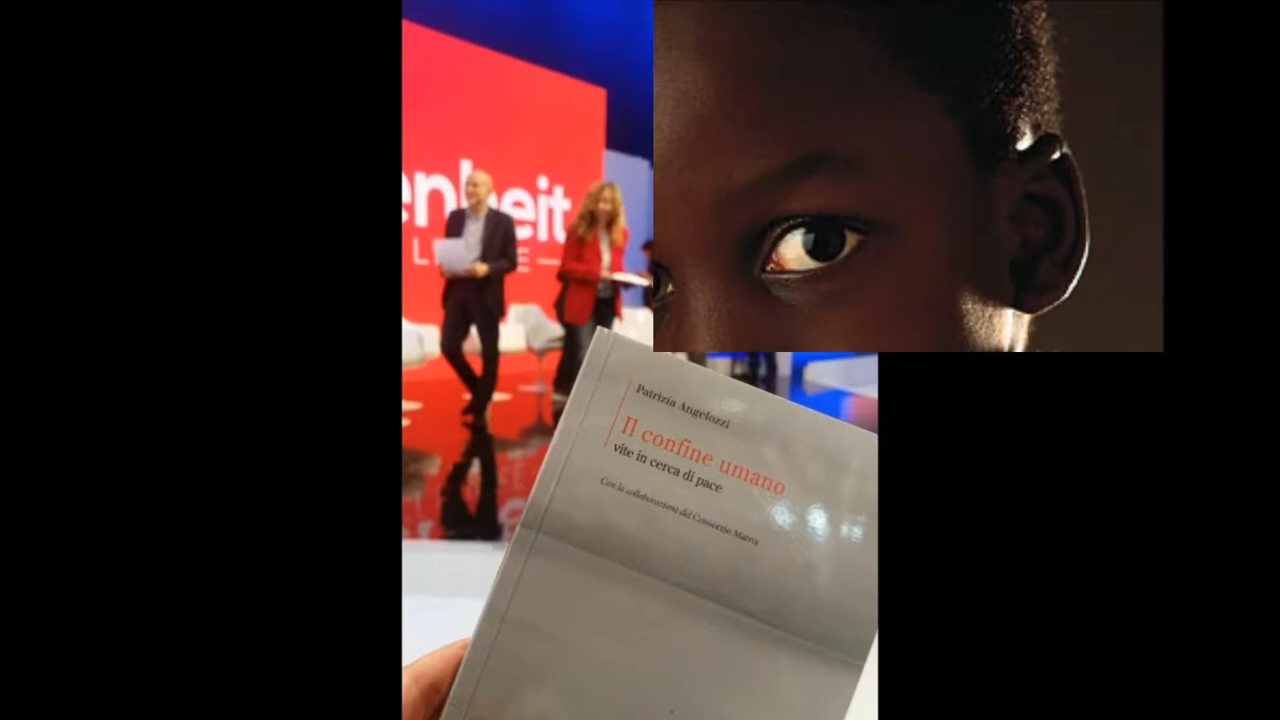 enheit
Patrizia Angelozzi
Il confine umano
vite in cerca di pace
Con la collaborazione del Consorzio Matrix